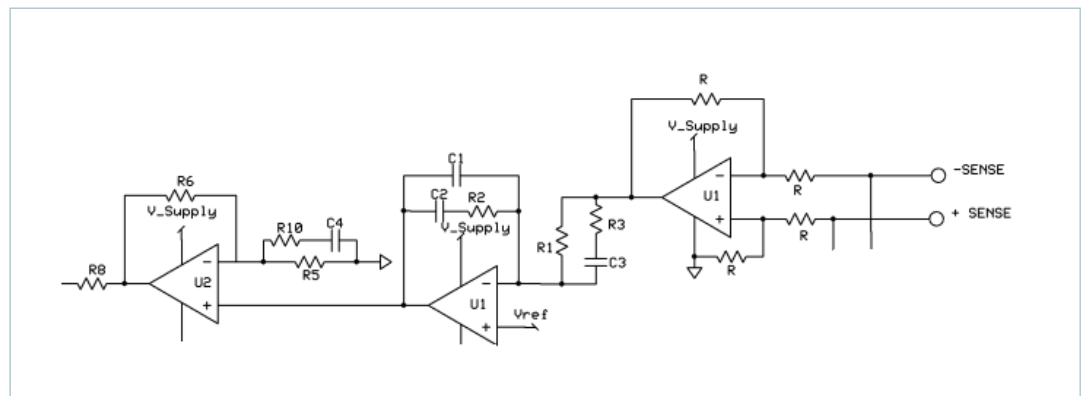 R
V_Supply
C1
-SENSE
U1
R
R6
C2
R2
V_Supply
C4
V_Supply
R3
+ SENSE
R10
R1
R
R8
U2
R5
C3
R
U1
Vref
-
+
-
+
-
+